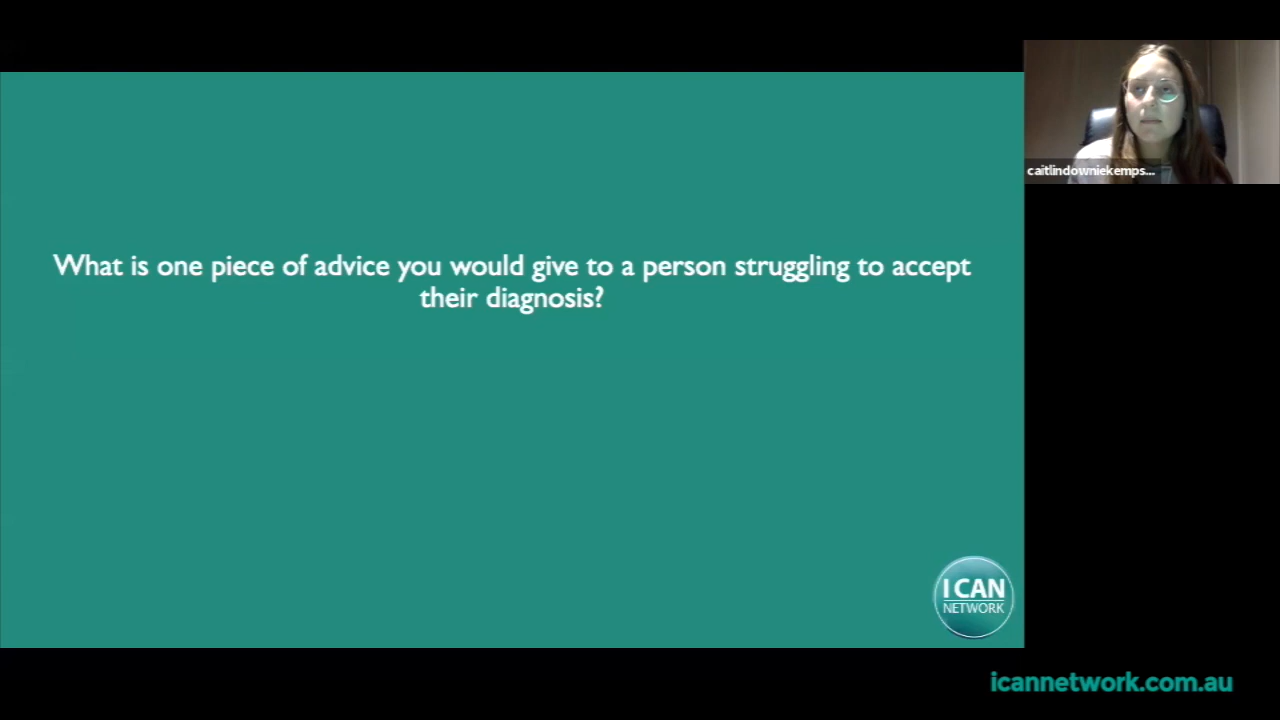 What is one piece of advice you would give to a person struggling to accept
their diagnosis?
caitlindowniekemps...
I CAN
NETWORK
icannetwork.com.au